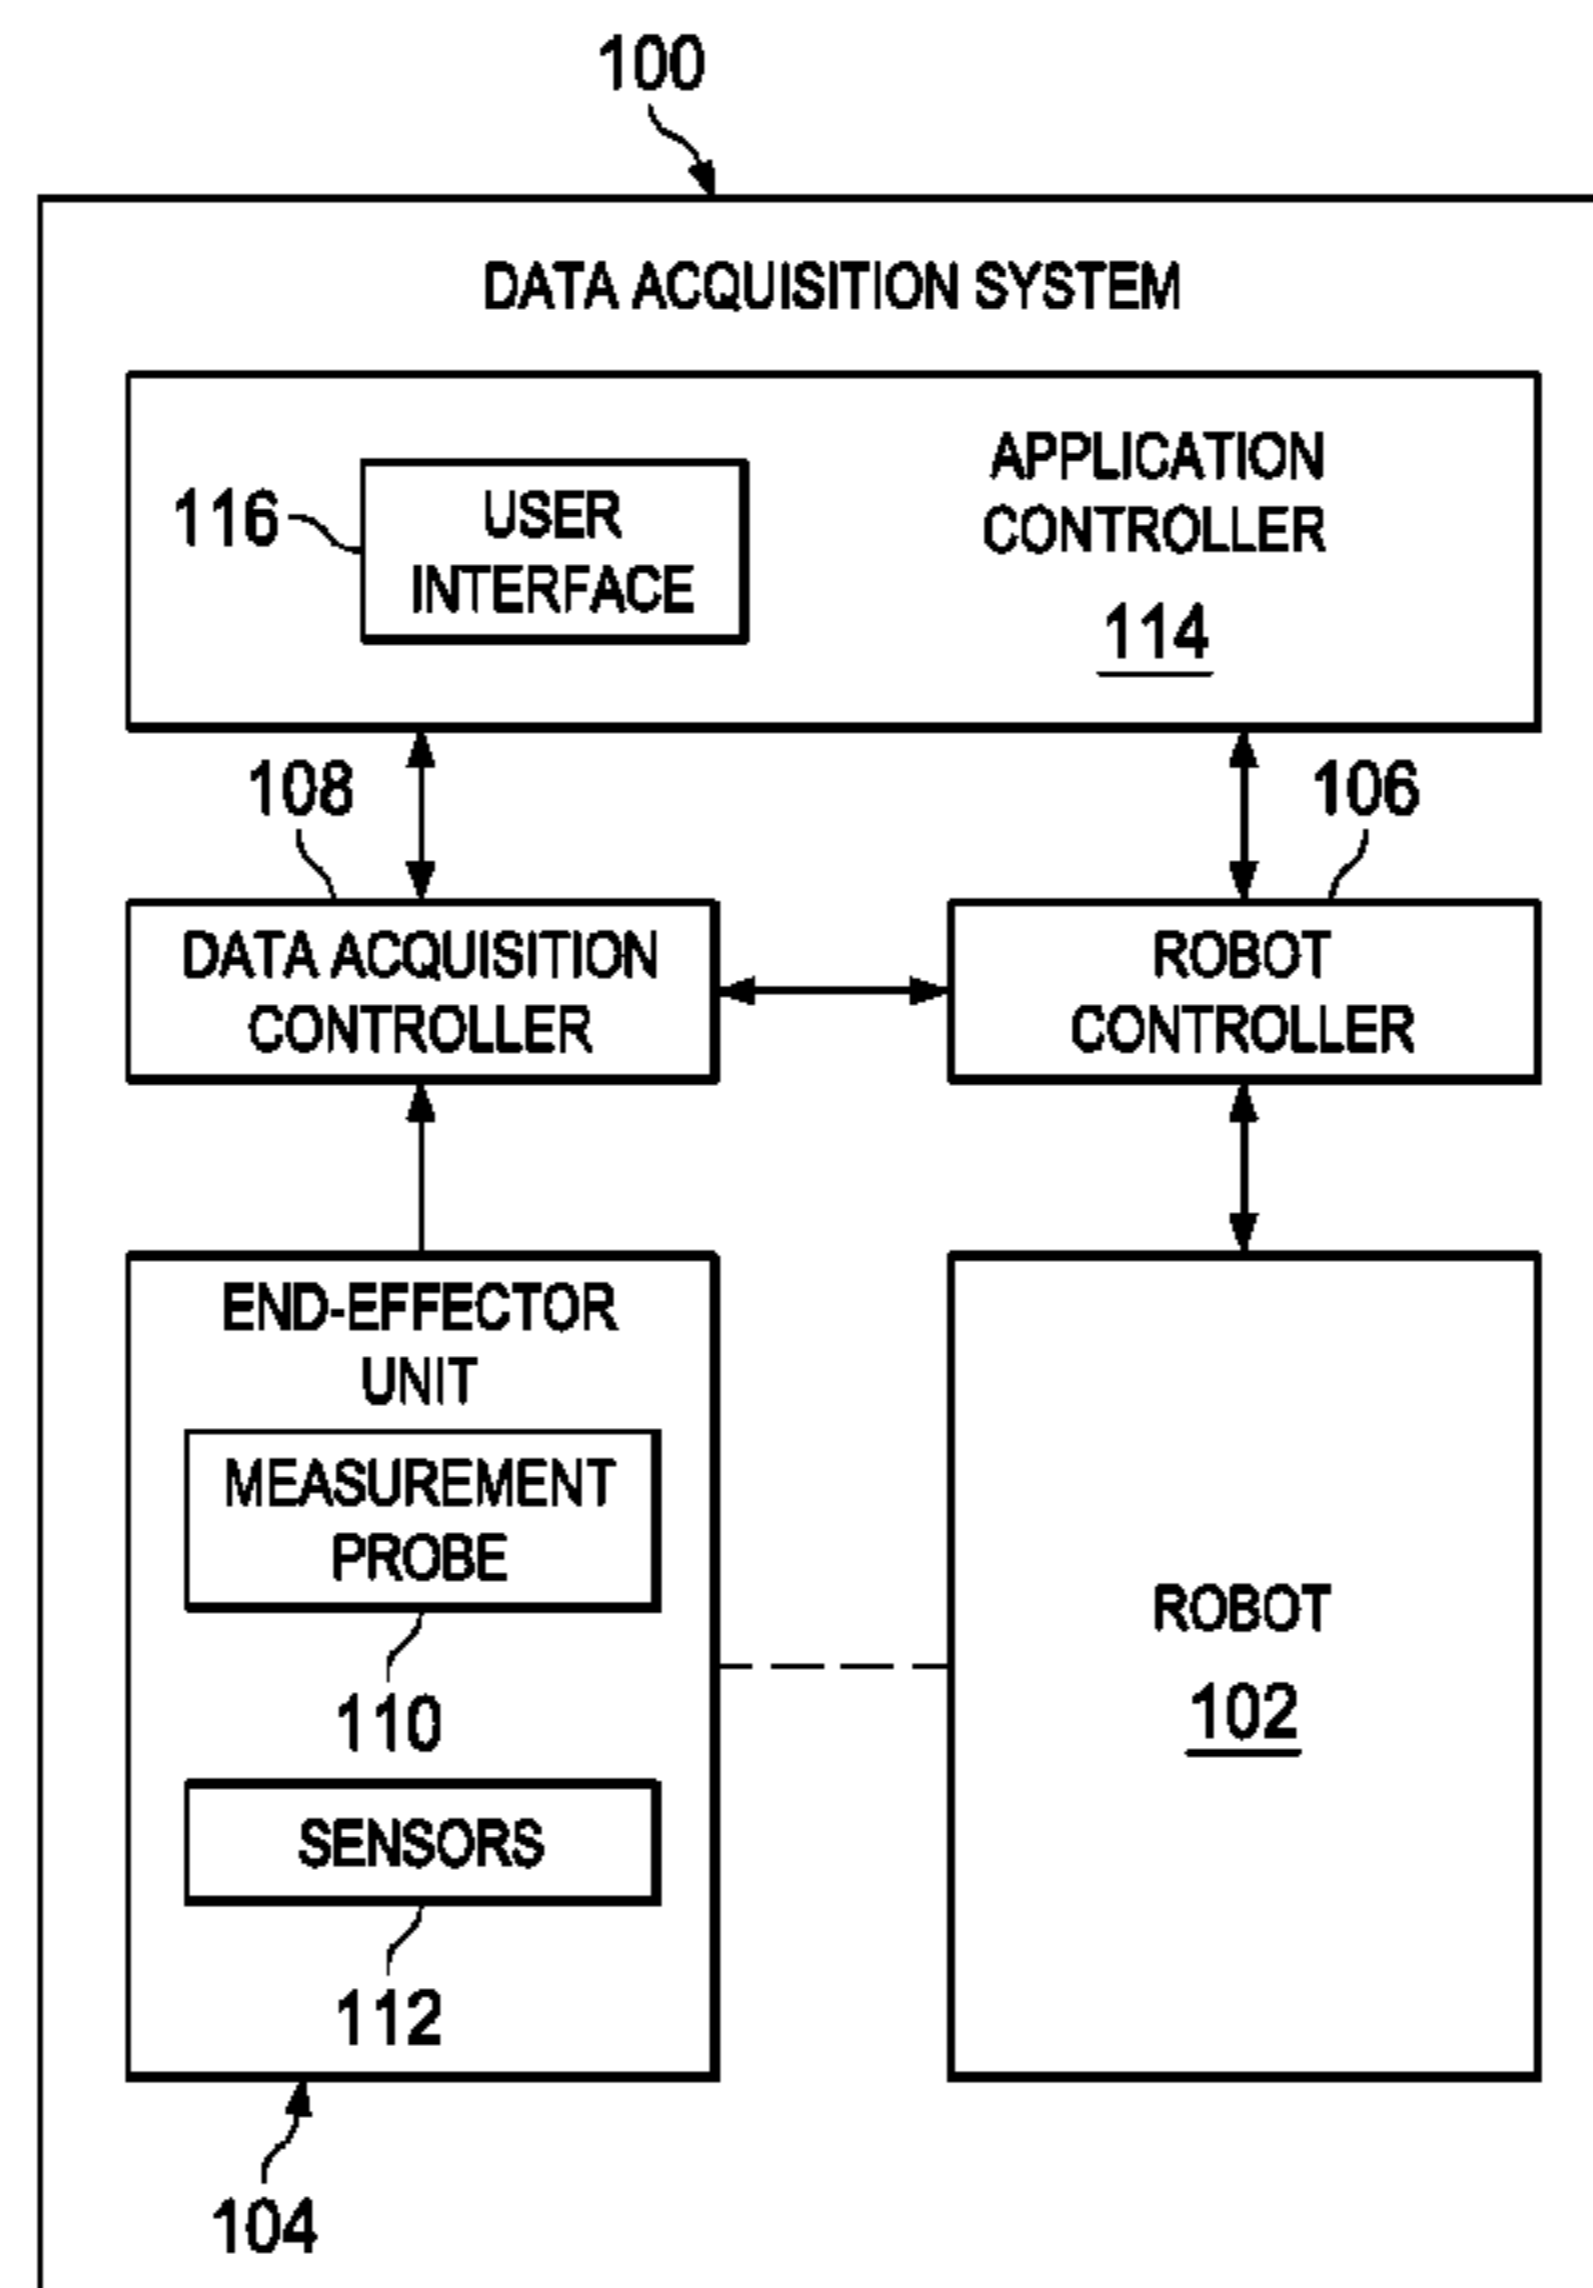 100
DATA ACQUISITION SYSTEM
116
USER
INTERFACE
APPLICATION
CONTROLLER
114
108
106
DATA ACQUISITION
CONTROLLER
ROBOT
CONTROLLER
END-EFFECTOR
UNIT
MEASUREMENT
PROBE
110
SENSORS
112
ROBOT
102
104